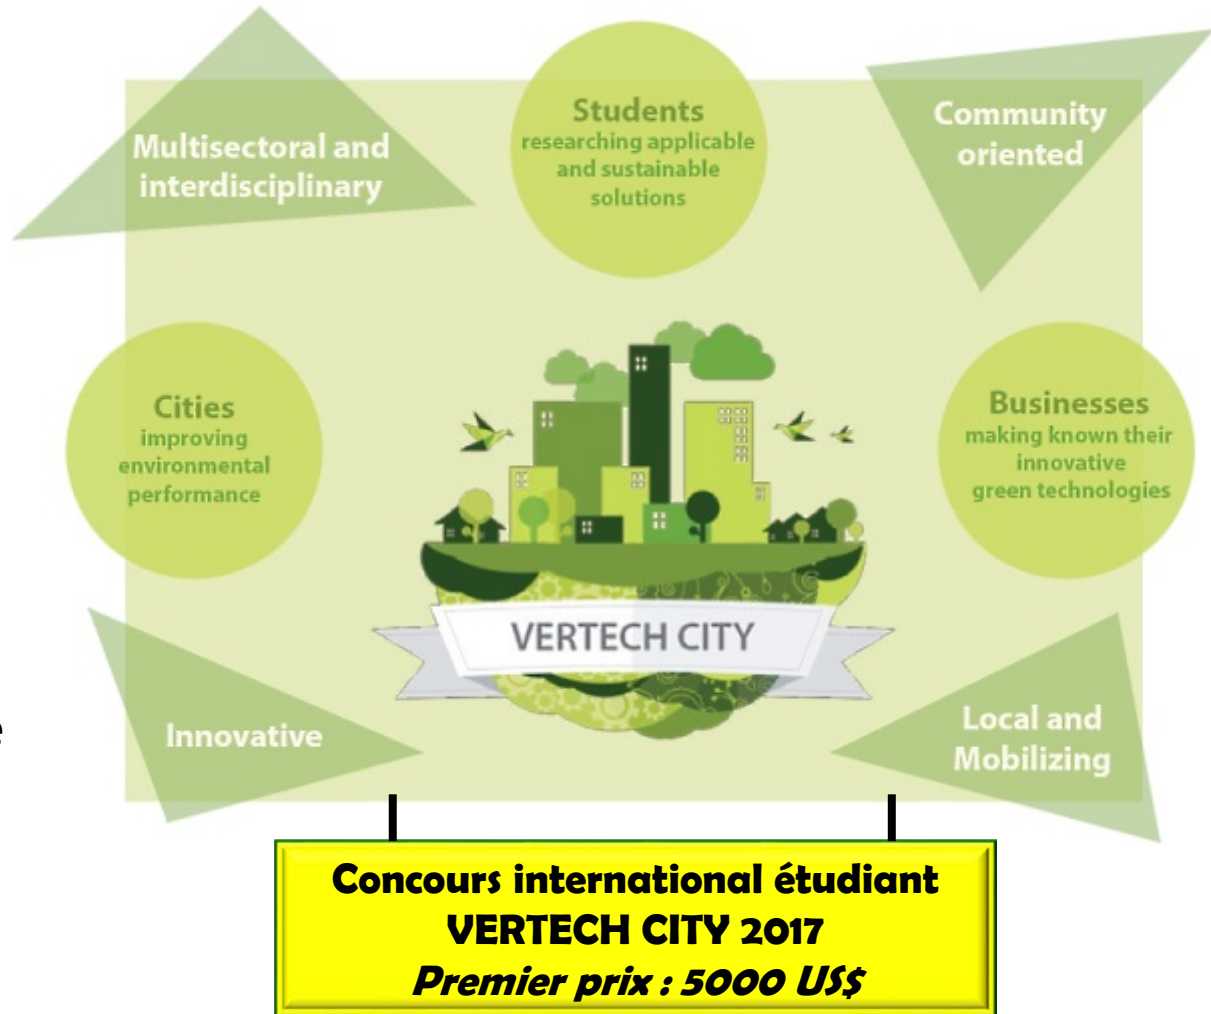 Students
researching applicable
and sustainable
solutions
Multisectoral and
interdisciplinary
Community
oriented
Cities
improving
environmental
performance
Businesses
making known their
innovative
green technologies
VERTECH CITY
e
Innovative
Local and
Mobilizing
Concours international étudiant
VERTECH CITY 2017
Premier prix : 5000 US$